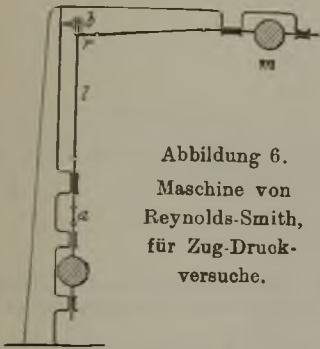 b
r
m
l
a
Abbildung 6.
Maschine von
Reynolds-Smith,
für Zug-Druck-
versuche.